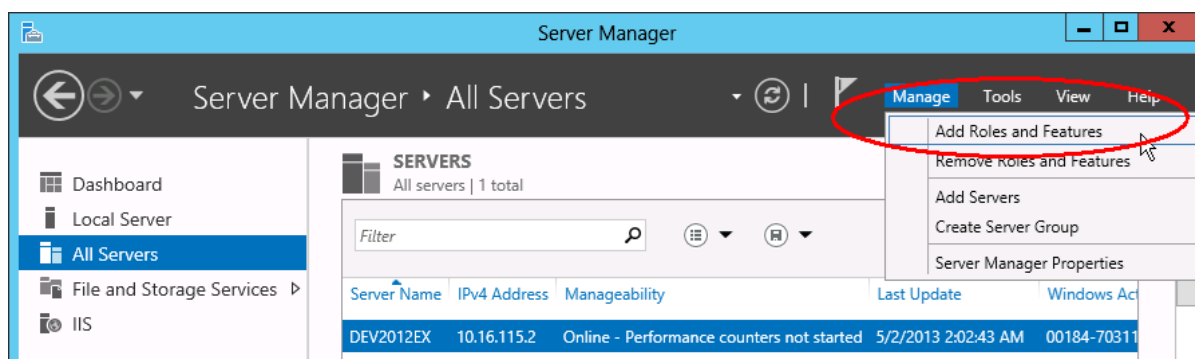 Server Manager
Server Manager ‣ All Servers
Manage Tools View Help
Add Roles and Features
Remove Roles and Features
Add Servers
Create Server Group
Server Manager Properties
Dashboard
Local Server
All Servers
File and Storage Services
IIS
SERVERS
All servers | 1 total
Filter
Server Name IPv4 Address Manageability Last Update Windows Act
DEV2012EX 10.16.115.2 Online - Performance counters not started 5/2/2013 2:02:43 AM 00184-70311